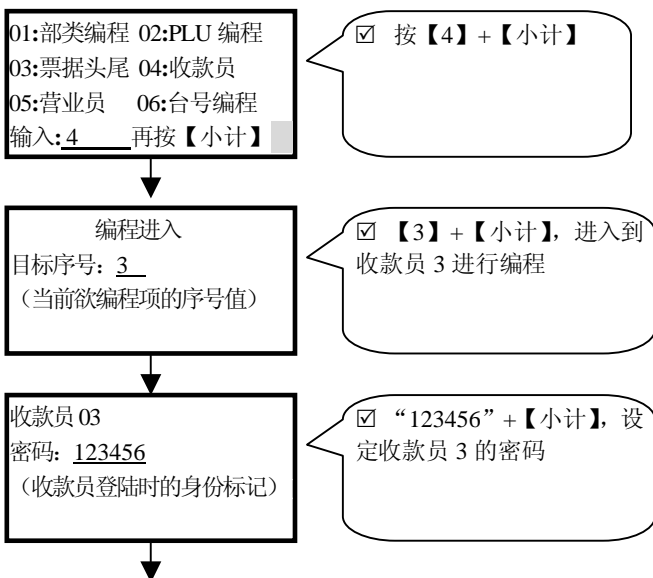 01:部类编程 02:PLU 编程
03:票据头尾 04:收款员
05:营业员 06:台号编程
输入:4 再按【小计】
☑ 按【4】+【小计】
编程进入
目标序号：3
（当前欲编程项的序号值）
☑ 【3】+【小计】，进入到
收款员 3 进行编程
收款员 03
密码：123456
（收款员登陆时的身份标记）
☑ “123456”+【小计】，设
定收款员 3 的密码